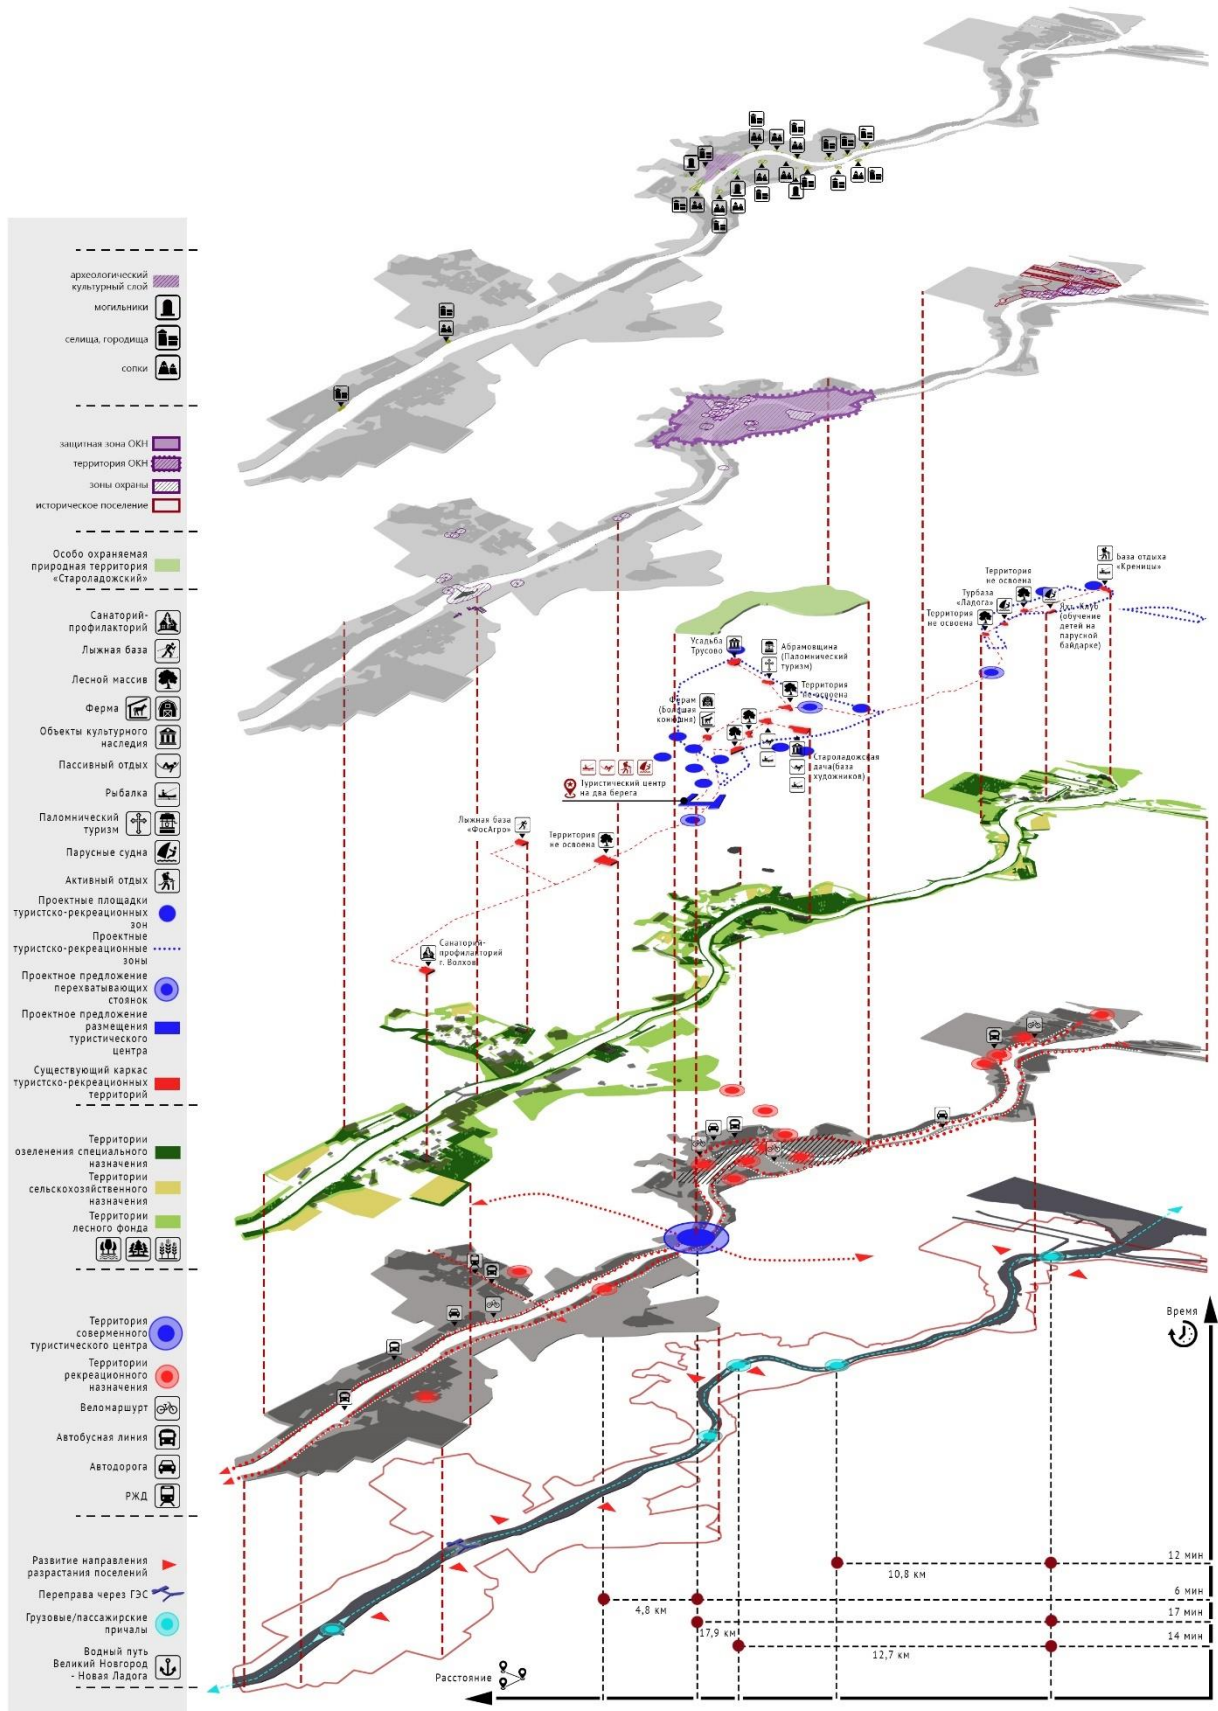 археологический
культурный слой
могильники
селища, городища
сопки
защитная зона ОКН
территория ОКН
зоны охраны
историческое поселение
Особо охраняемая
природная территория
«Староладожский»
Санаторий-
профилакторий
Лыжная база
Лесной массив
Ферма
Объекты культурного
наследия
Пассивный отдых
Рыбалка
Паломнический
туризм
Парусные судна
Активный отдых
Проектные площадки
туристско-рекреационных
зон
Проектные
туристско-рекреационные
зоны
Проектное предложение
перехватывающих
стоянок
Проектное предложение
размещения
туристического
центра
Существующий каркас
туристско-рекреационных
территорий
Территории
озеленения специального
назначения
Территории
сельскохозяйственного
назначения
Территории
лесного фонда
Территория
соверменного
туристического центра
Территории
рекреационного
назначения
Веломаршурт
Автобусная линия
Автодорога
РЖД
Развитие направления
разрастания поселений
Переправа через ГЭС
Грузовые/пассажирские
причалы
Водный путь
Великий Новгород
- Новая Ладога
База отдыха
«Креницы»
Территория
не освоена
Турбаза
«Ладога»
Территория
не освоена
Яхт-Клуб
(обучение
детей на
парусной
байдарке)
Усадьба
Трусово
Абрамовщина
(Паломнический
туризм)
Территория
не освоена
Ферам
(Большая
конюшня)
Староладожская
дача(база
художников)
Туристический центр
на два берега
Лыжная база
«ФосАгро»
Территория
не освоена
Санаторий-
профилакторий
г. Волхов
Время
12 мин
10,8 км
6 мин
4,8 км
17 мин
17,9 км
14 мин
12,7 км
Расстояние